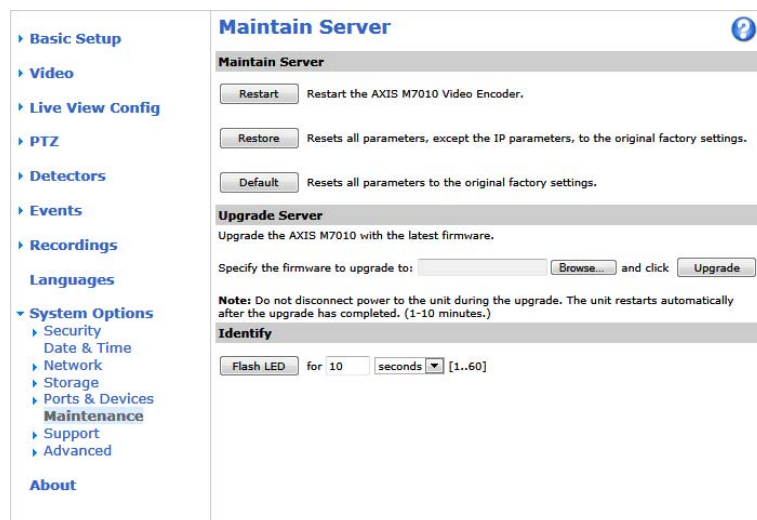 Basic Setup
Video
Live View Config
PTZ
Detectors
Events
Recordings
Languages
System Options
Security
Date & Time
Network
Storage
Ports & Devices
Maintenance
Support
Advanced
About
Maintain Server
?
Maintain Server
Restart Restart the AXIS M7010 Video Encoder.
Restore Resets all parameters, except the IP parameters, to the original factory settings.
Default Resets all parameters to the original factory settings.
Upgrade Server
Upgrade the AXIS M7010 with the latest firmware.
Specify the firmware to upgrade to: Browse... and click Upgrade
Note: Do not disconnect power to the unit during the upgrade. The unit restarts automatically
after the upgrade has completed. (1-10 minutes.)
Identify
Flash LED for 10 seconds [1..60]